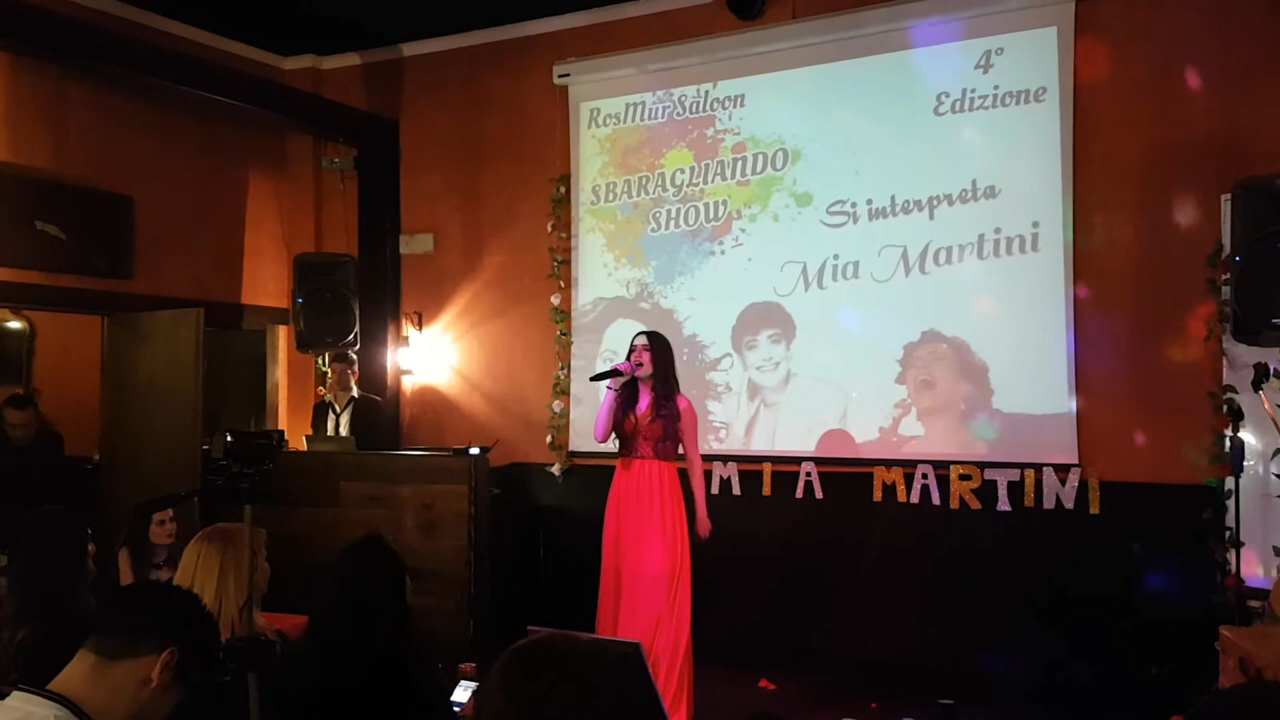 RosMur Saloon
SBARAGLIANDO
SHOW
4°
Edizione
Si interpreta
Mia Martini
MIA MARTINI